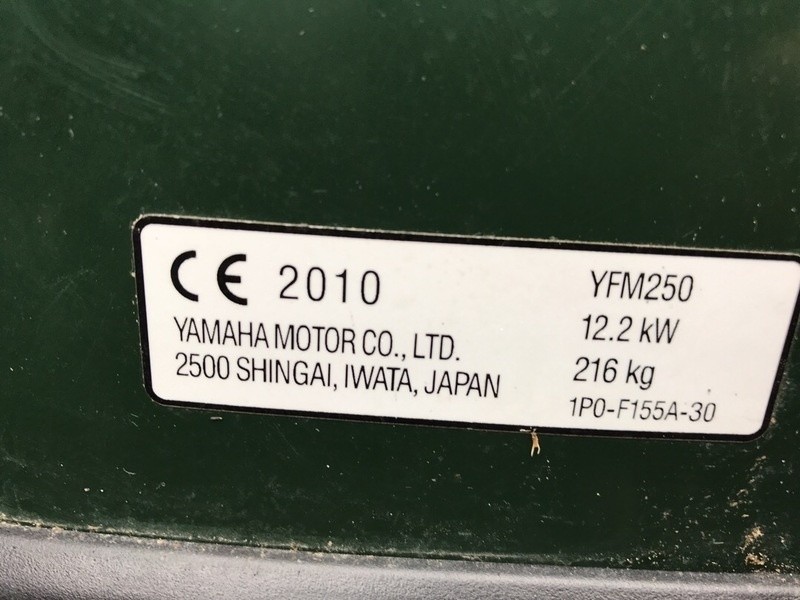 CE 2010
YAMAHA MOTOR CO., LTD.
2500 SHINGAI, IWATA, JAPAN
YFM250
12.2 kW
216 kg
1P0-F155A-30